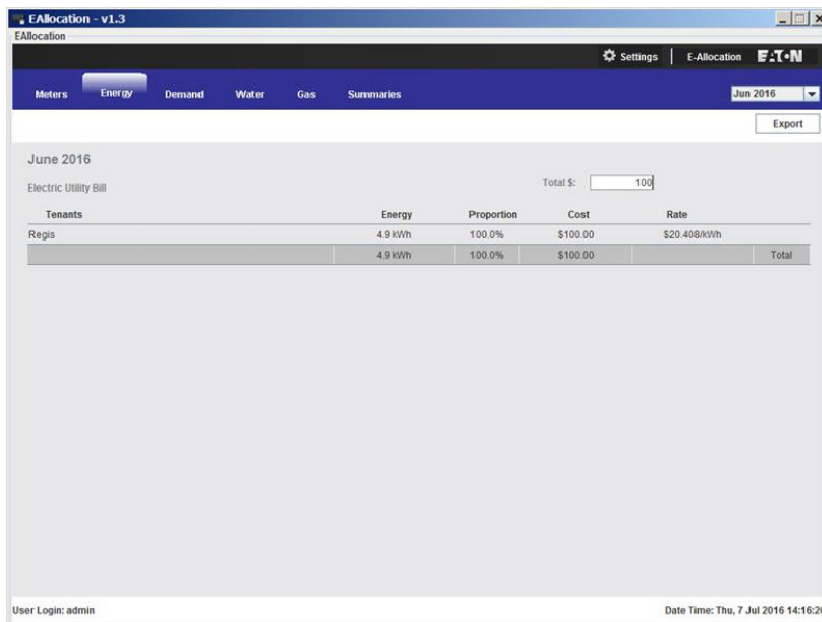 EAllocation - v1.3
EAllocation
Settings E-Allocation EATON
Meters Energy Demand Water Gas Summaries Jun 2016
Export
June 2016
Electric Utility Bill Total $: 100
Tenants Energy Proportion Cost Rate
Regis 4.9 kWh 100.0% $100.00 $20.408/kWh
4.9 kWh 100.0% $100.00 Total
User Login: admin Date Time: Thu, 7 Jul 2016 14:16:20